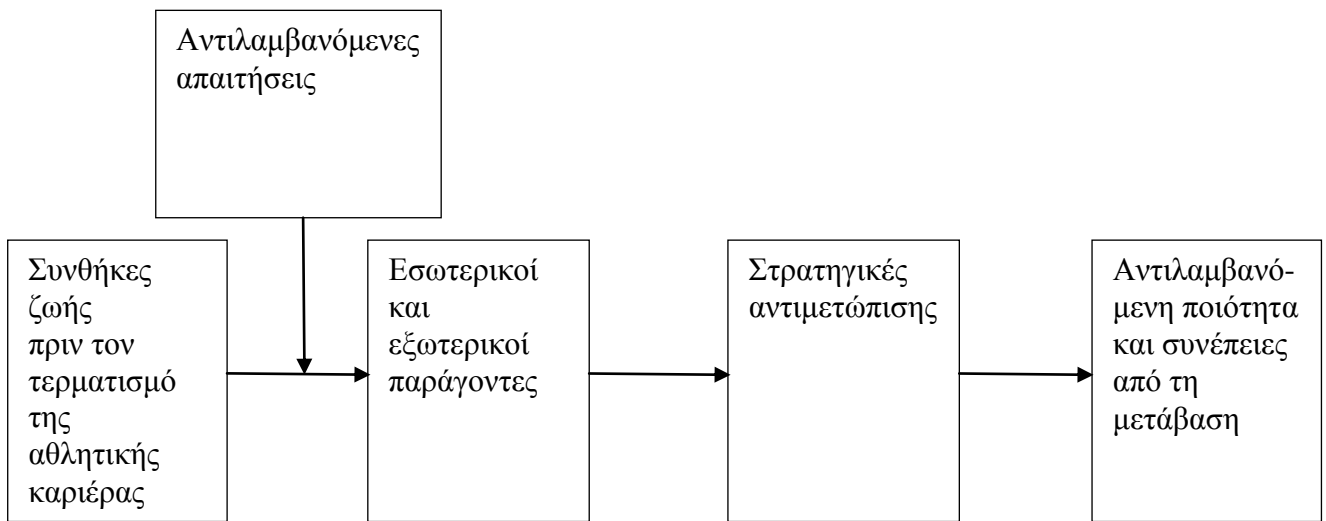 Αντιλαμβανόμενες
απαιτήσεις
Συνθήκες
ζωής
πριν τον
τερματισμό
της
αθλητικής
καριέρας
Εσωτερικοί
και
εξωτερικοί
παράγοντες
Στρατηγικές
αντιμετώπισης
Αντιλαμβανό-
μενη ποιότητα
και συνέπειες
από τη
μετάβαση